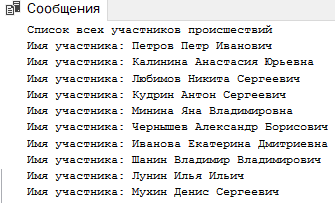 Сообщения
Список всех участников происшествий
Имя участника: Петров Петр Иванович
Имя участника: Калинина Анастасия Юрьевна
Имя участника: Любимов Никита Сергеевич
Имя участника: Кудрин Антон Сергеевич
Имя участника: Минина Яна Владимировна
Имя участника: Чернышев Александр Борисович
Имя участника: Иванова Екатерина Дмитриевна
Имя участника: Шанин Владимир Владимирович
Имя участника: Лунин Илья Ильич
Имя участника: Мухин Денис Сергеевич